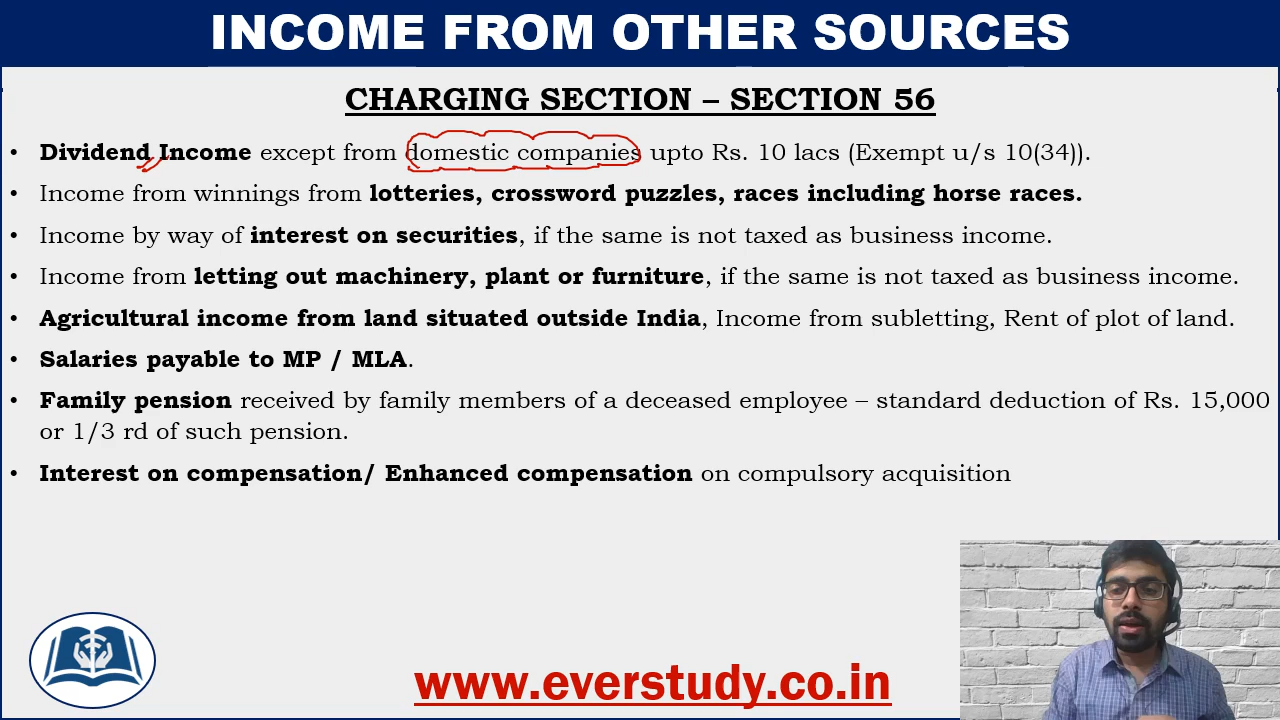 INCOME FROM OTHER SOURCES
CHARGING SECTION – SECTION 56
• Dividend Income except from domestic companies upto Rs. 10 lacs (Exempt u/s 10(34)).
• Income from winnings from lotteries, crossword puzzles, races including horse races.
• Income by way of interest on securities, if the same is not taxed as business income.
• Income from letting out machinery, plant or furniture, if the same is not taxed as business income.
• Agricultural income from land situated outside India, Income from subletting, Rent of plot of land.
• Salaries payable to MP / MLA.
• Family pension received by family members of a deceased employee – standard deduction of Rs. 15,000
or 1/3 rd of such pension.
• Interest on compensation/ Enhanced compensation on compulsory acquisition
www.everstudy.co.in